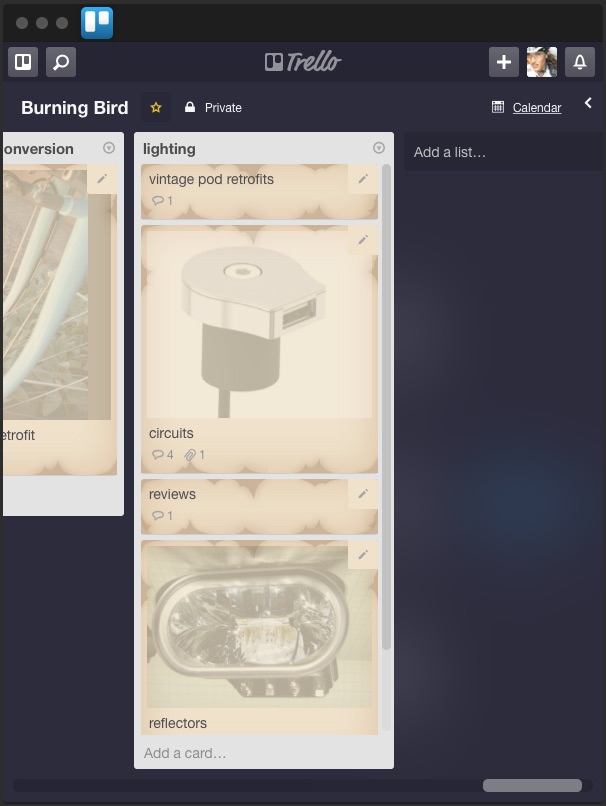 Trello
Burning Bird
Private
Calendar
onversion
lighting
Add a list…
vintage pod retrofits
1
circuits
4
1
etrofit
reviews
1
reflectors
Add a card…